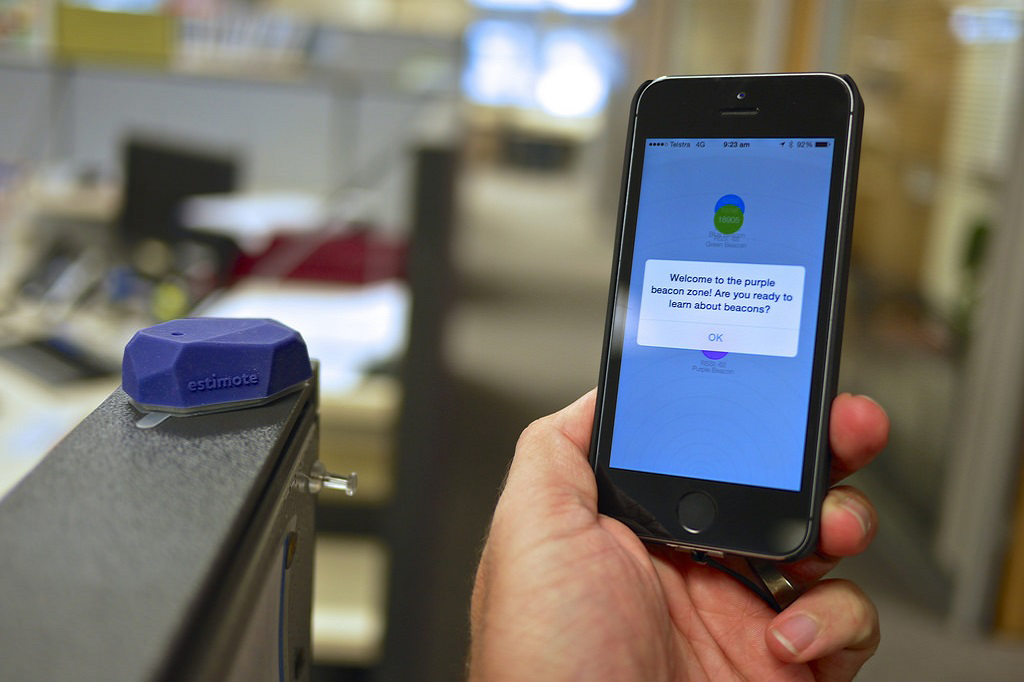 Telstra 4G 9:23 am 92%
16905
Green Beacon
Welcome to the purple
beacon zone! Are you ready to
learn about beacons?
OK
Purple Beacon
estimote